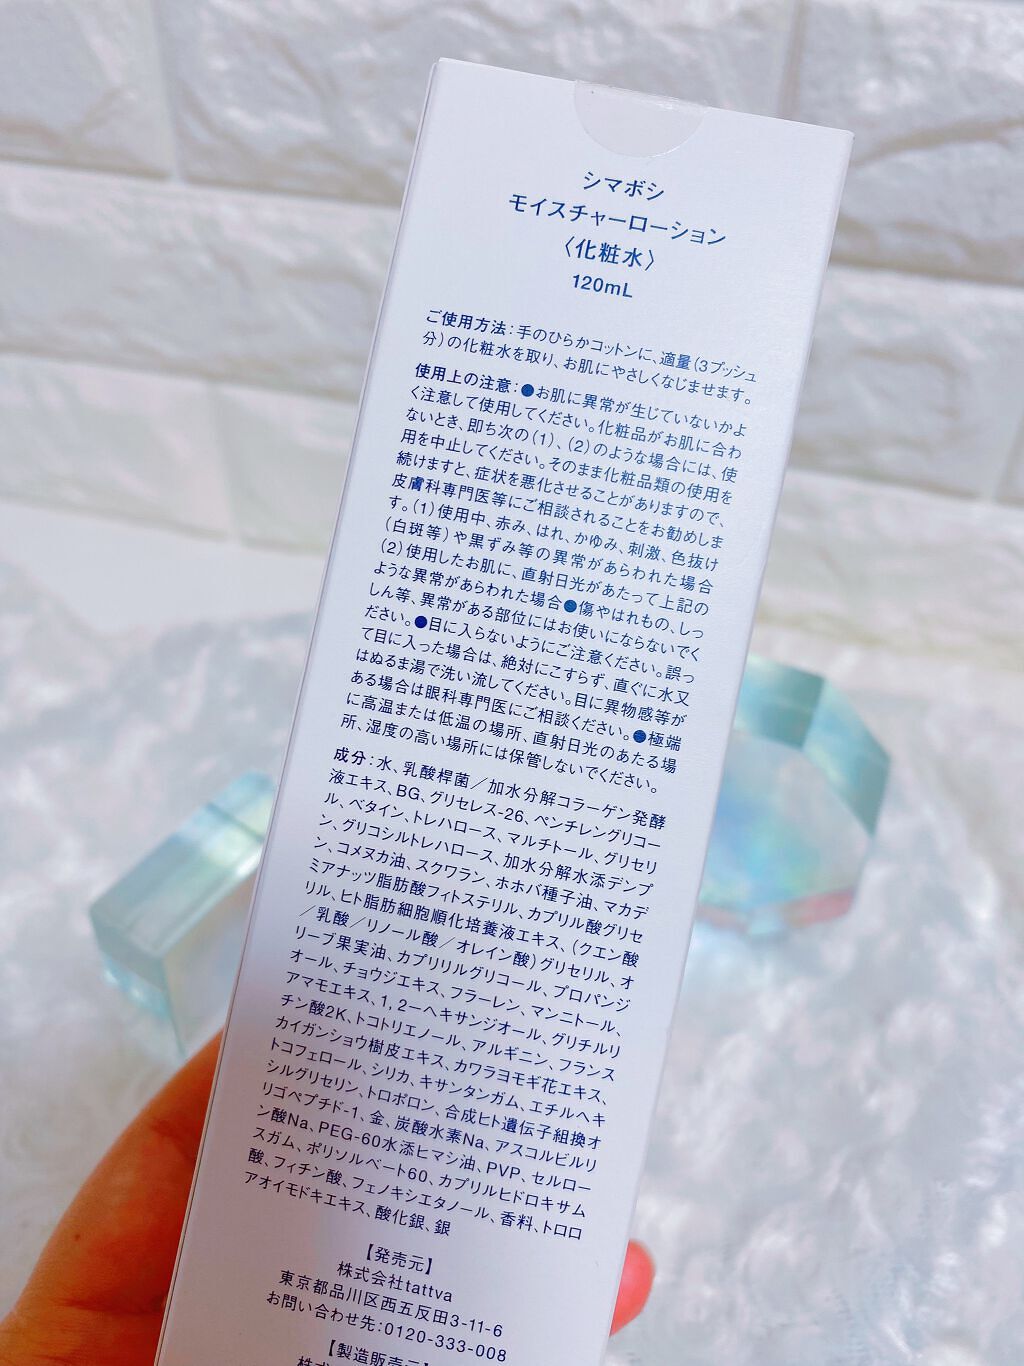 シマボシ
モイスチャーローション
〈化粧水〉
120mL
ご使用方法：手のひらかコットンに、適量（3プッシュ
分）の化粧水を取り、お肌にやさしくなじませます。
使用上の注意：●お肌に異常が生じていないかよ
く注意して使用してください。化粧品がお肌に合わ
ないとき、即ち次の（1）、（2）のような場合には、使
用を中止してください。そのまま化粧品類の使用を
続けますと、症状を悪化させることがありますので、
皮膚科専門医等にご相談されることをお勧めしま
す。（1）使用中、赤み、はれ、かゆみ、刺激、色抜け
（白斑等）や黒ずみ等の異常があらわれた場合
（2）使用したお肌に、直射日光があたって上記の
ような異常があらわれた場合●傷やはれもの、しっ
しん等、異常がある部位にはお使いにならないでく
ださい。●目に入らないようにご注意ください。誤っ
て目に入った場合は、絶対にこすらず、直ぐに水又
はぬるま湯で洗い流してください。目に異物感等が
ある場合は眼科専門医にご相談ください。●極端
に高温または低温の場所、直射日光のあたる場
所、湿度の高い場所には保管しないでください。
成分：水、乳酸桿菌／加水分解コラーゲン発酵
液エキス、BG、グリセレス-26、ペンチレングリコー
ル、ベタイン、トレハロース、マルチトール、グリセリ
ン、グリコシルトレハロース、加水分解水添デンプ
ン、コメヌカ油、スクワラン、ホホバ種子油、マカデ
ミアナッツ脂肪酸フィトステリル、カプリル酸グリセ
リル、ヒト脂肪細胞順化培養液エキス、（クエン酸
／乳酸／リノール酸／オレイン酸）グリセリル、オ
リーブ果実油、カプリリルグリコール、プロパンジ
オール、チョウジエキス、フラーレン、マンニトール、
アマモエキス、1，2－ヘキサンジオール、グリチルリ
チン酸2K、トコトリエノール、アルギニン、フランス
カイガンショウ樹皮エキス、カワラヨモギ花エキス、
トコフェロール、シリカ、キサンタンガム、エチルヘキ
シルグリセリン、トロポロン、合成ヒト遺伝子組換オ
リゴペプチド-1、金、炭酸水素Na、アスコルビルリ
ン酸Na、PEG-60水添ヒマシ油、PVP、セルロー
スガム、ポリソルベート60、カプリルヒドロキサム
酸、フィチン酸、フェノキシエタノール、香料、トロロ
アオイモドキエキス、酸化銀、銀
【発売元】
株式会社tattva
東京都品川区西五反田3-11-6
お問い合わせ先：0120-333-008
【製造販売元】